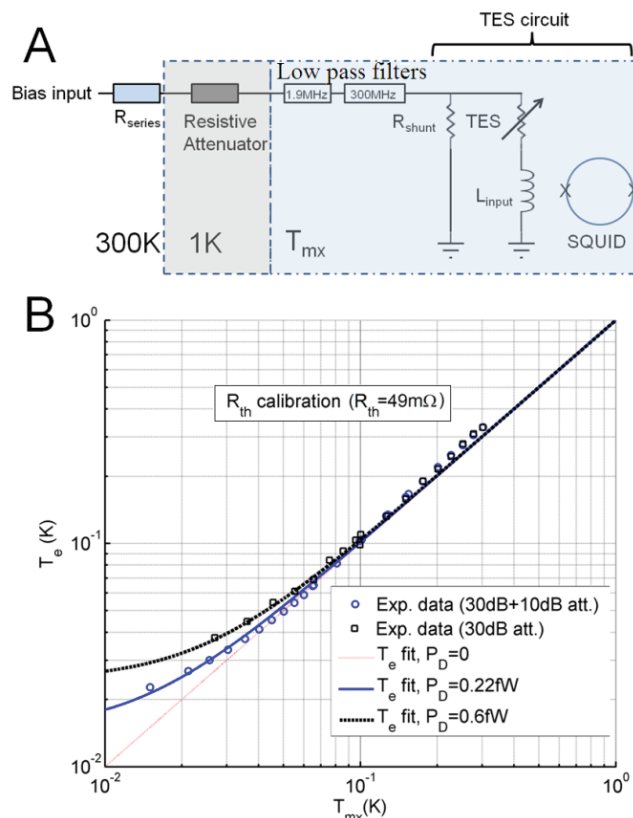 A
TES circuit
Low pass filters
Bias input
R_series
Resistive
Attenuator
1.9MHz
300MHz
R_shunt
TES
L_input
300K
1K
T_mx
SQUID
X
X
B
10^0
R_th calibration (R_th=49mΩ)
T_e(K)
10^-1
Exp. data (30dB+10dB att.)
Exp. data (30dB att.)
T_e fit, P_D=0
T_e fit, P_D=0.22fW
T_e fit, P_D=0.6fW
10^-2
10^-2
10^-1
10^0
T_mx(K)